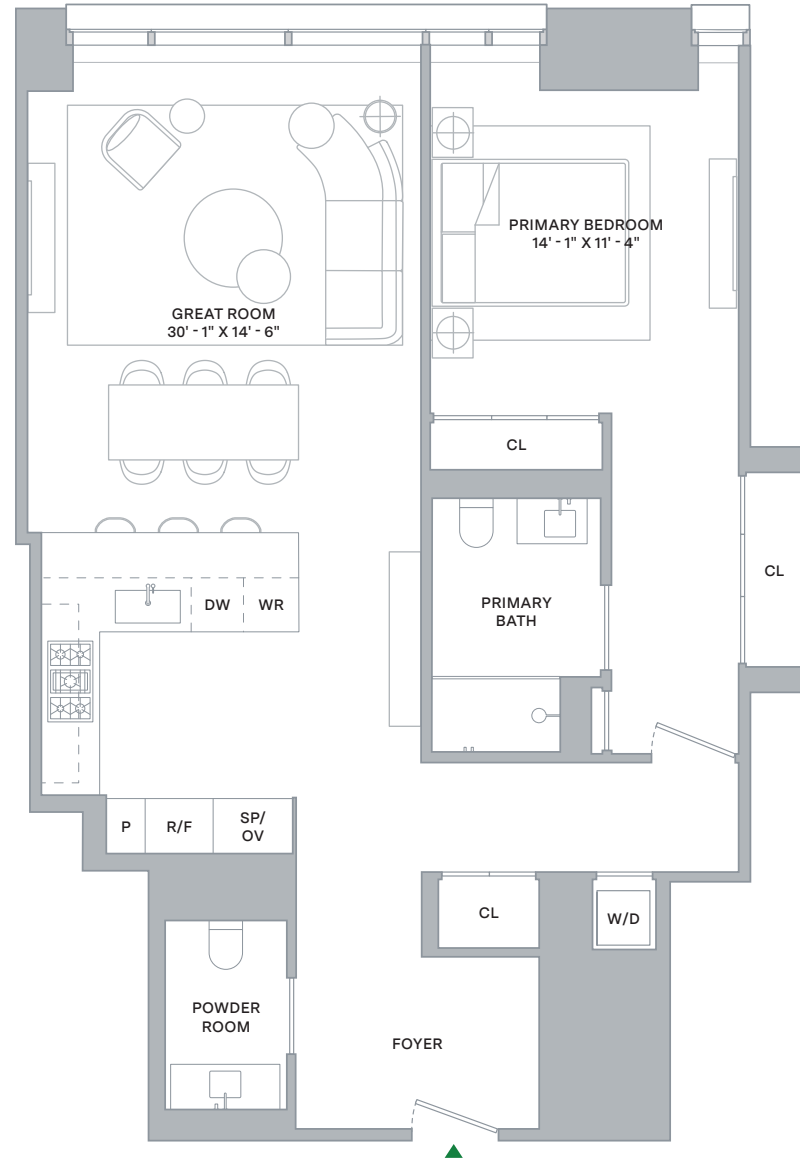 PRIMARY BEDROOM
14' - 1" X 11' - 4"
GREAT ROOM
30' - 1" X 14' - 6"
CL
CL
DW
WR
PRIMARY
BATH
P
R/F
SP/
OV
CL
W/D
POWDER
ROOM
FOYER